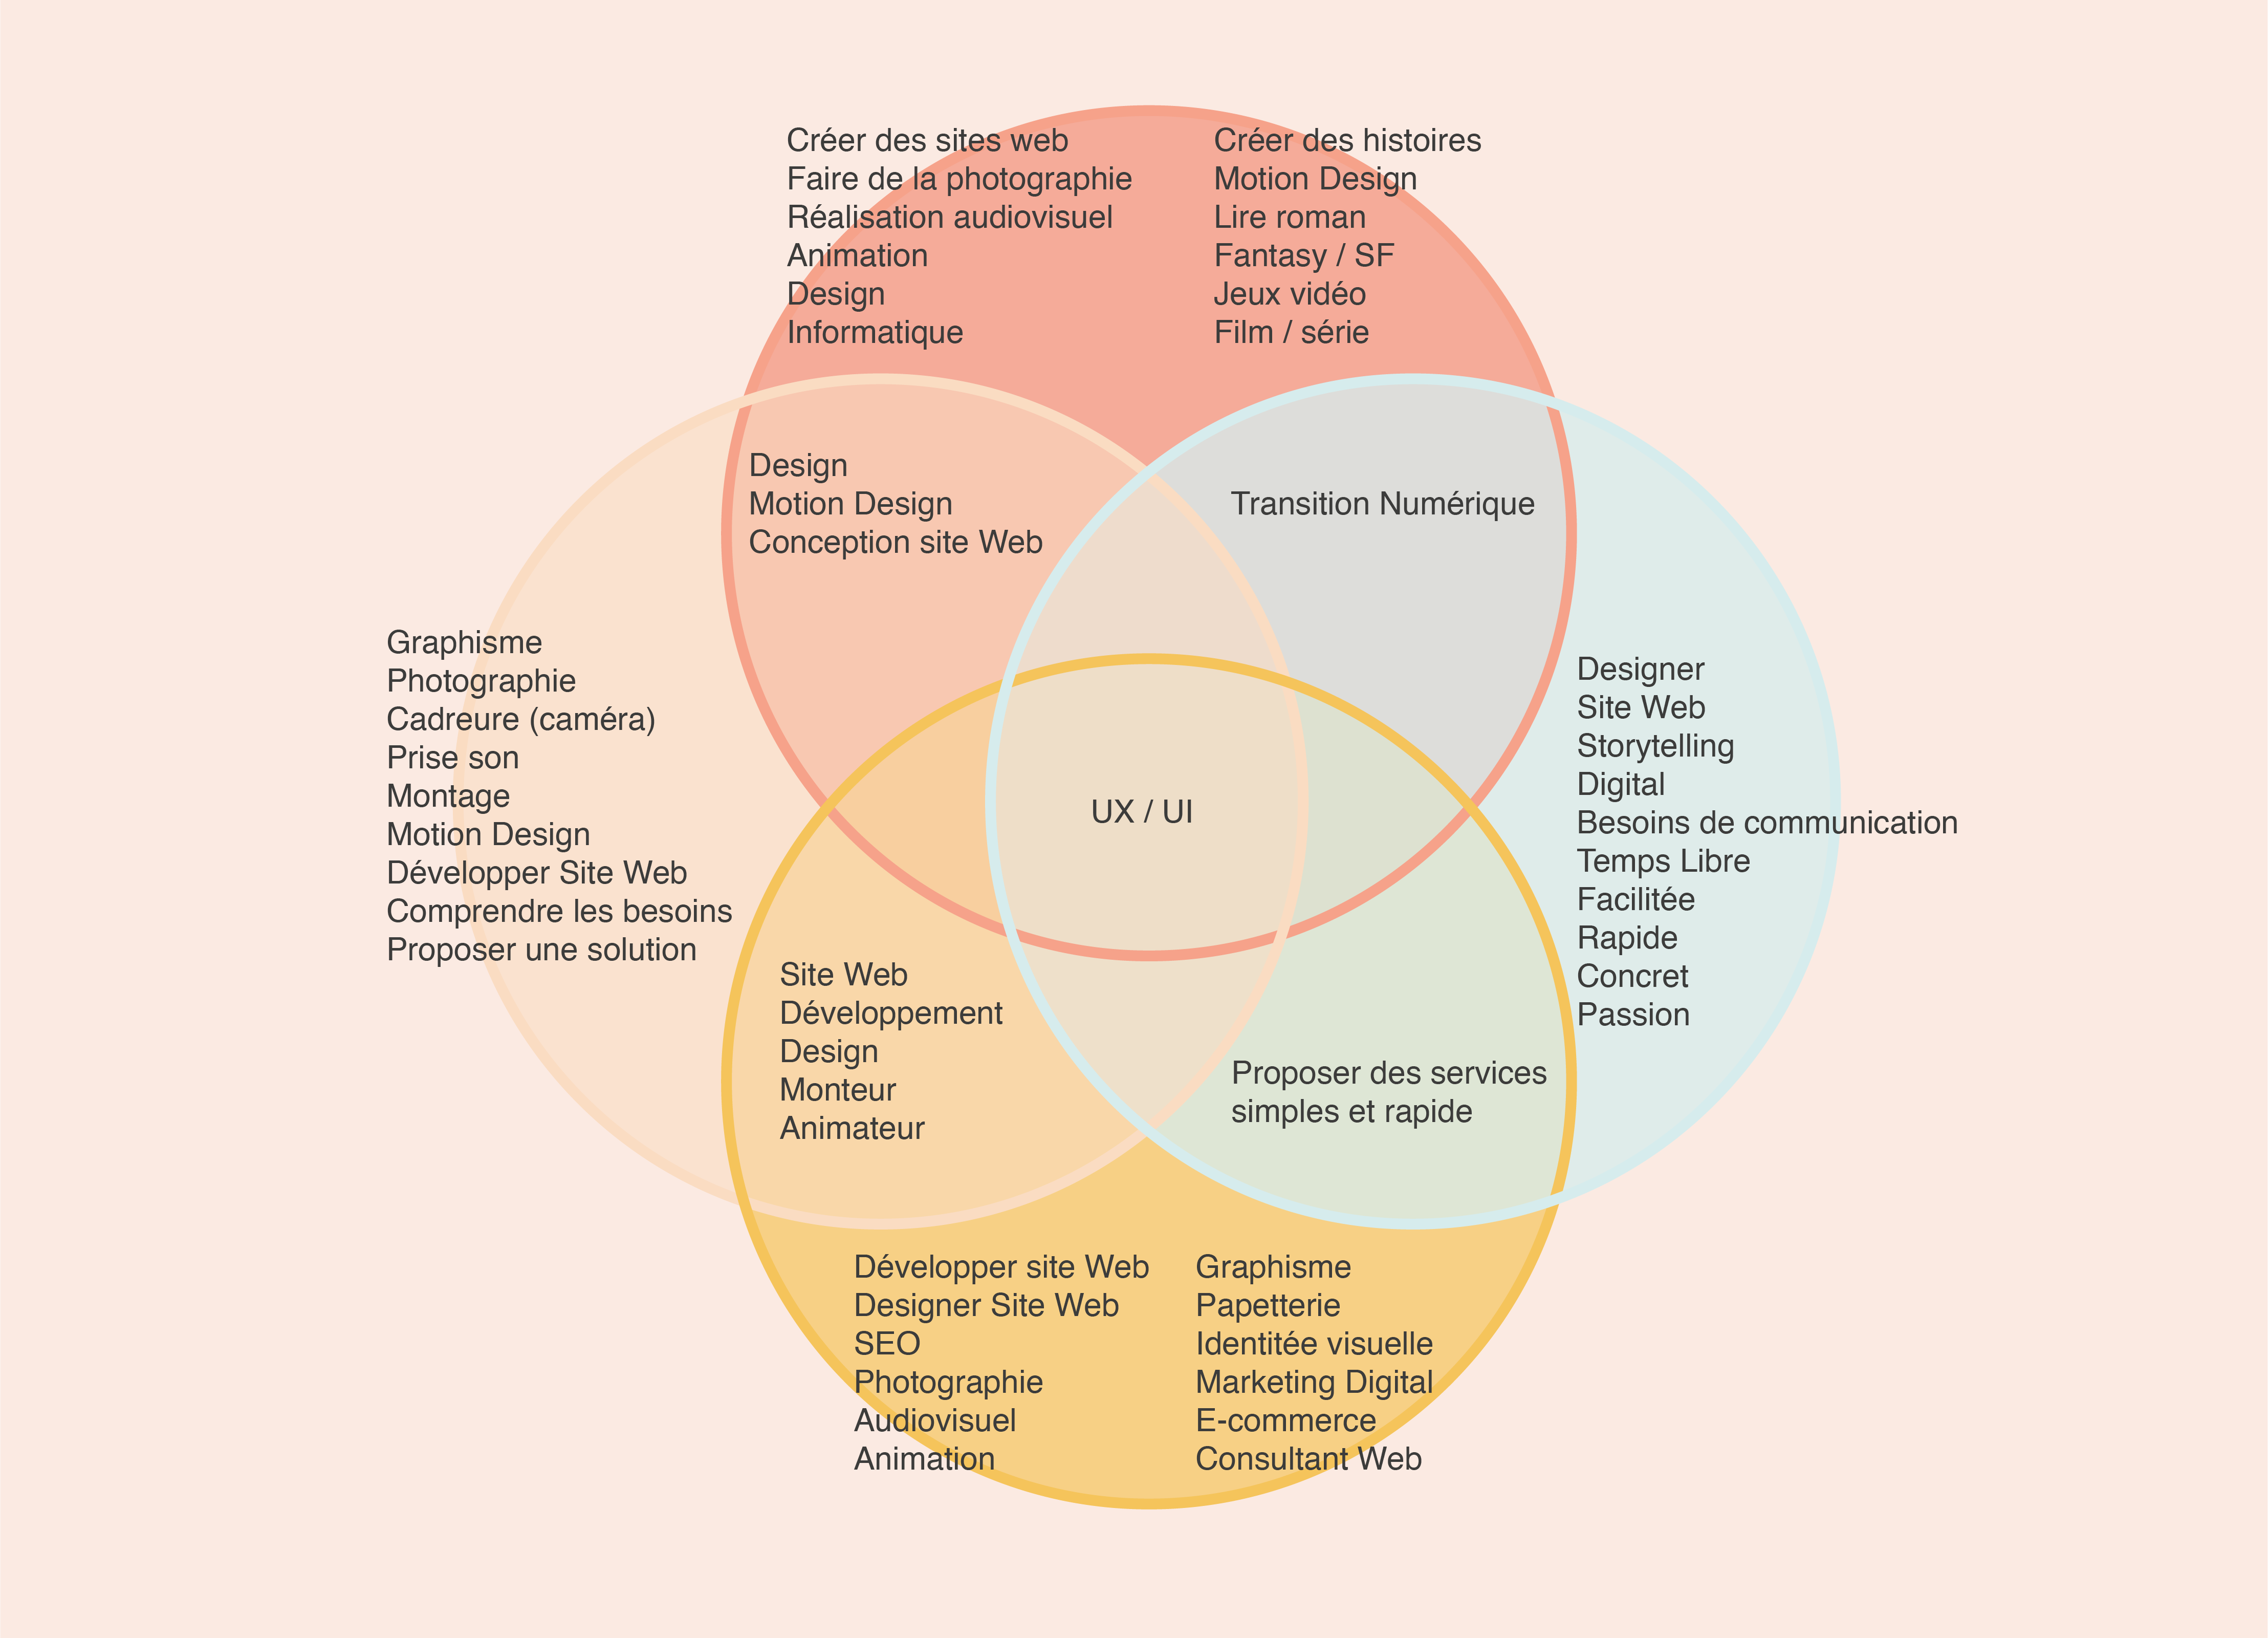 Créer des sites web
Faire de la photographie
Réalisation audiovisuel
Animation
Design
Informatique
Créer des histoires
Motion Design
Lire roman
Fantasy / SF
Jeux vidéo
Film / série
Design
Motion Design
Conception site Web
Transition Numérique
Graphisme
Photographie
Cadreure (caméra)
Prise son
Montage
Motion Design
Développer Site Web
Comprendre les besoins
Proposer une solution
UX / UI
Designer
Site Web
Storytelling
Digital
Besoins de communication
Temps Libre
Facilitée
Rapide
Concret
Passion
Site Web
Développement
Design
Monteur
Animateur
Proposer des services
simples et rapide
Développer site Web
Designer Site Web
SEO
Photographie
Audiovisuel
Animation
Graphisme
Papetterie
Identitée visuelle
Marketing Digital
E-commerce
Consultant Web